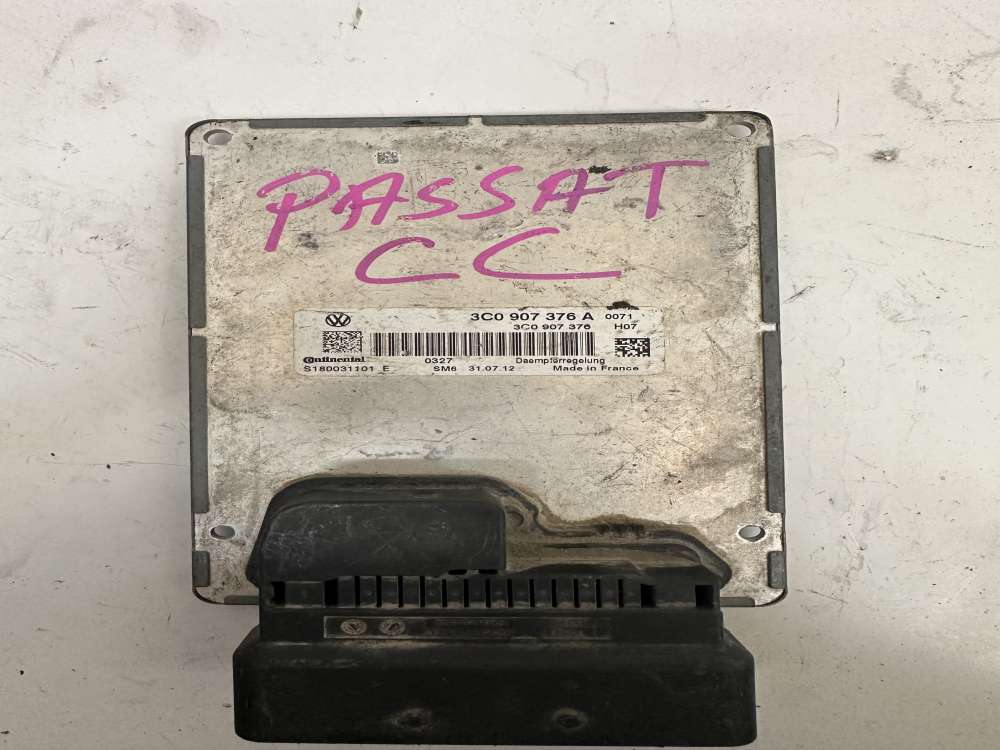 PASSAT
CC
VW
3C0 907 376 A 0071
3C0 907 376 H07
Continental 0327 Daempferregelung
S180031101 E SM6 31.07.12 Made in France